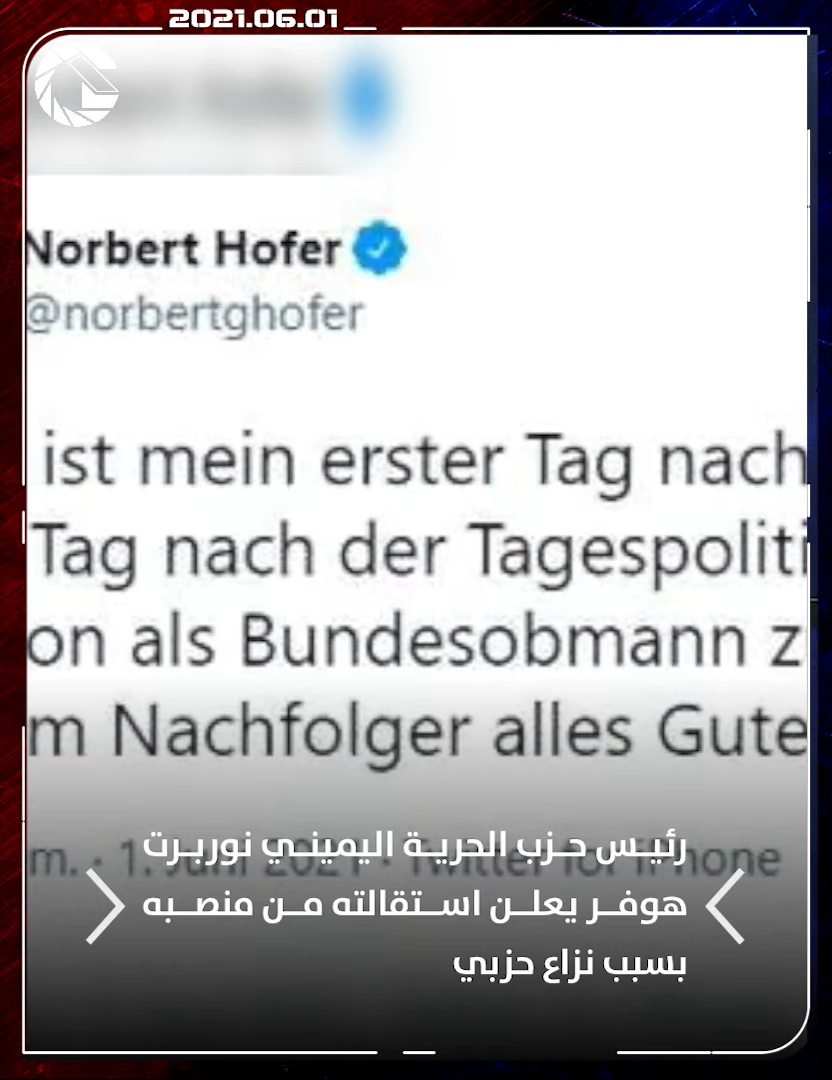 2021.06.01
Norbert Hofer
@norbertghofer
ist mein erster Tag nach
Tag nach der Tagespoliti
on als Bundesobmann z
m Nachfolger alles Gute
m. · 1. Juni 2021 · Twitter for iPhone
رئيس حزب الحرية اليميني نوربرت
هوفر يعلن استقالته من منصبه
بسبب نزاع حزبي